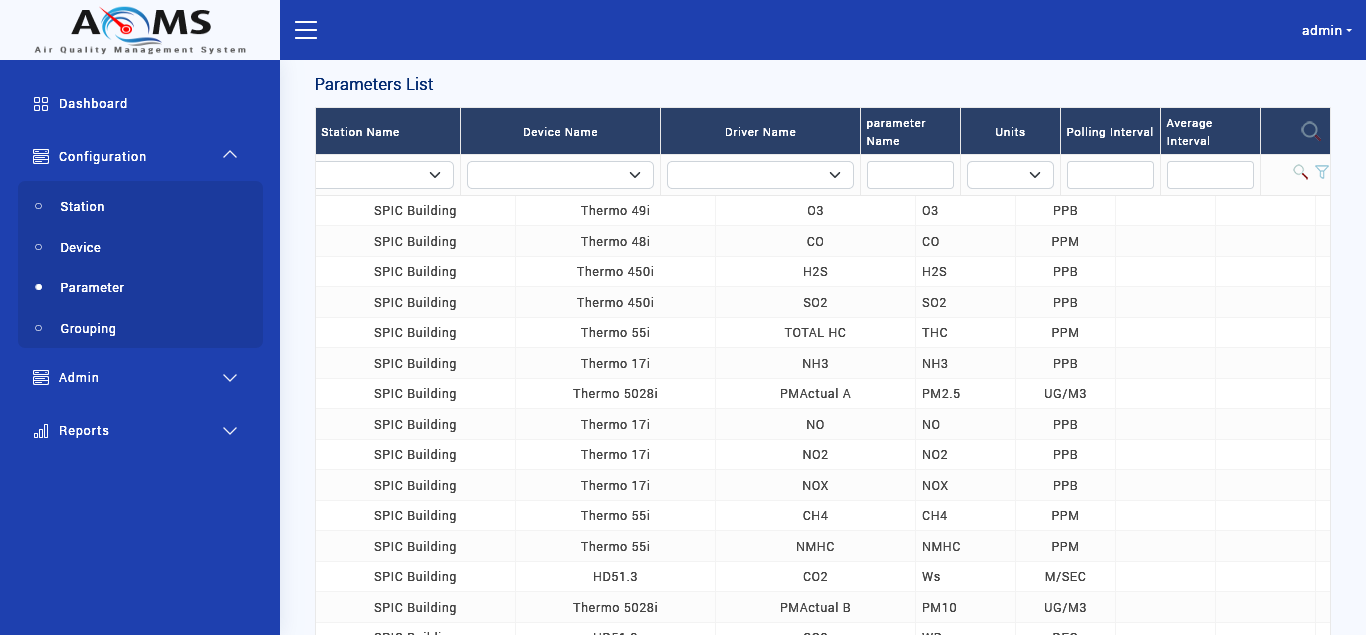 AQMS
Air Quality Management System
admin
Dashboard
Configuration
Station
Device
Parameter
Grouping
Admin
Reports
Parameters List
Station Name Device Name Driver Name parameter Name Units Polling Interval Average Interval
SPIC Building Thermo 49i O3 O3 PPB
SPIC Building Thermo 48i CO CO PPM
SPIC Building Thermo 450i H2S H2S PPB
SPIC Building Thermo 450i SO2 SO2 PPB
SPIC Building Thermo 55i TOTAL HC THC PPM
SPIC Building Thermo 17i NH3 NH3 PPB
SPIC Building Thermo 5028i PMActual A PM2.5 UG/M3
SPIC Building Thermo 17i NO NO PPB
SPIC Building Thermo 17i NO2 NO2 PPB
SPIC Building Thermo 17i NOX NOX PPB
SPIC Building Thermo 55i CH4 CH4 PPM
SPIC Building Thermo 55i NMHC NMHC PPM
SPIC Building HD51.3 CO2 Ws M/SEC
SPIC Building Thermo 5028i PMActual B PM10 UG/M3